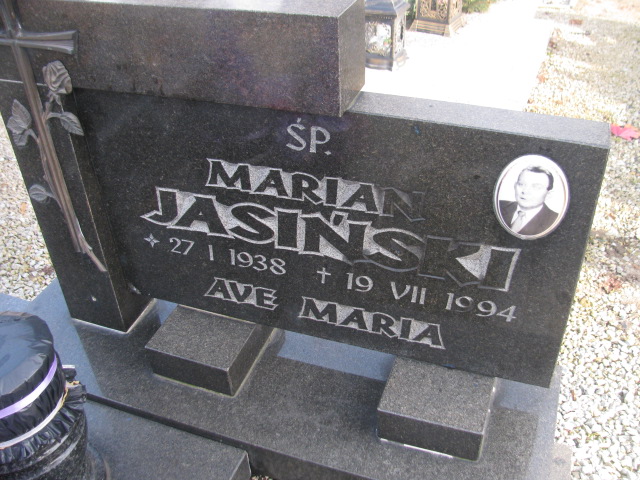 ŚP.
MARIAN
JASIŃSKI
* 27 I 1938 † 19 VII 1994
AVE MARIA